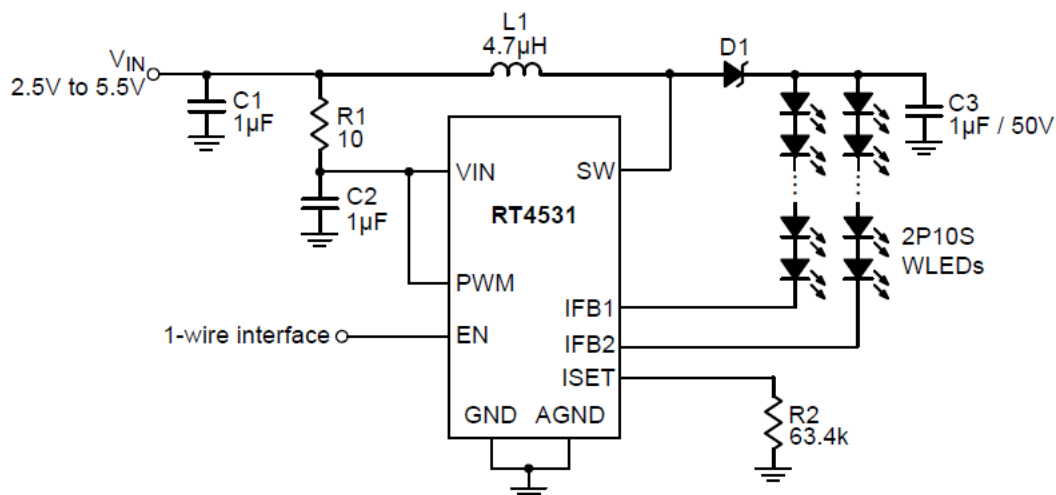 L1
4.7µH
D1
VIN
2.5V to 5.5V
C1
1µF
R1
10
C3
1µF / 50V
VIN
SW
C2
1µF
RT4531
2P10S
WLEDs
PWM
IFB1
1-wire interface
EN
IFB2
ISET
GND
AGND
R2
63.4k